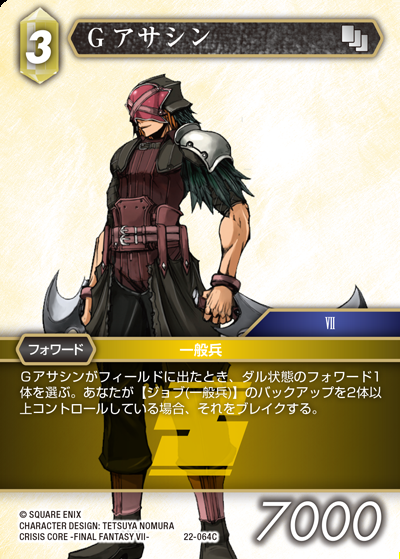 3
G アサシン
VII
フォワード
一般兵
Gアサシンがフィールドに出たとき、ダル状態のフォワード1
体を選ぶ。あなたが【ジョブ(一般兵)】のバックアップを2体以
上コントロールしている場合、それをブレイクする。
© SQUARE ENIX
CHARACTER DESIGN: TETSUYA NOMURA
CRISIS CORE -FINAL FANTASY VII-
22-064C
7000